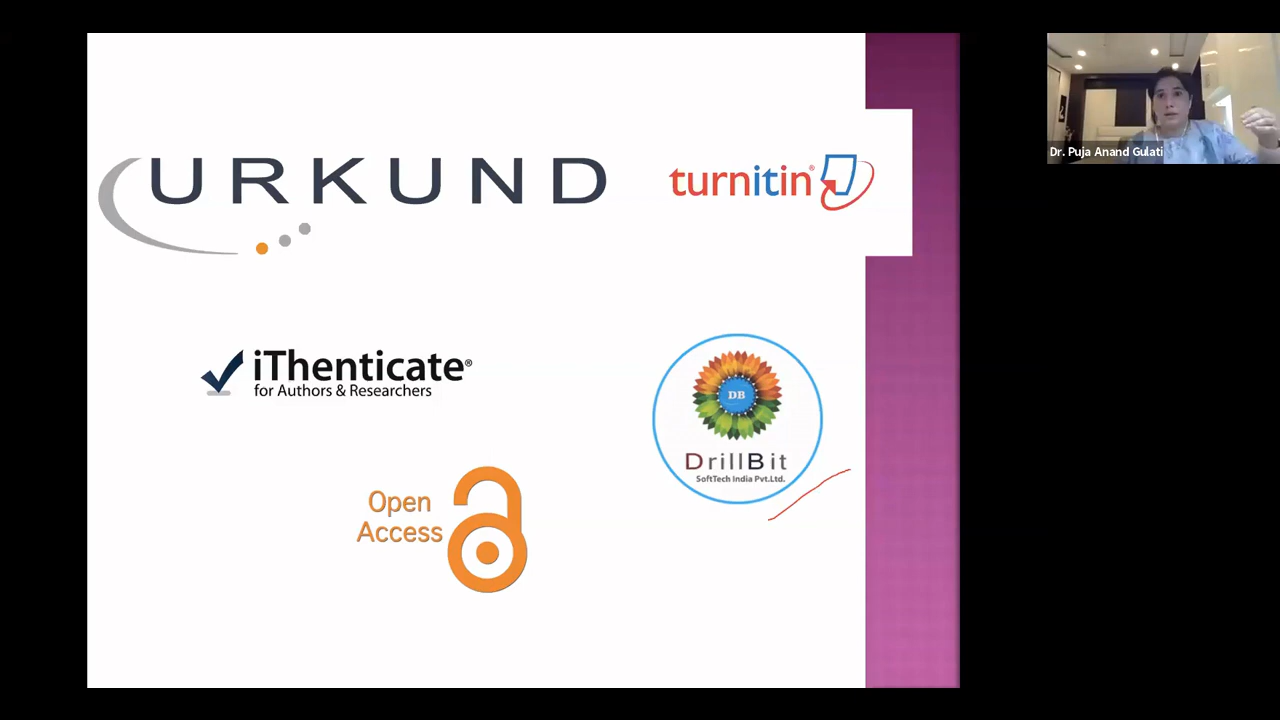 URKUND
turnitin®
Dr. Puja Anand Gulati
iThenticate®
for Authors & Researchers
DB
DrillBit
SoftTech India Pvt.Ltd.
Open
Access